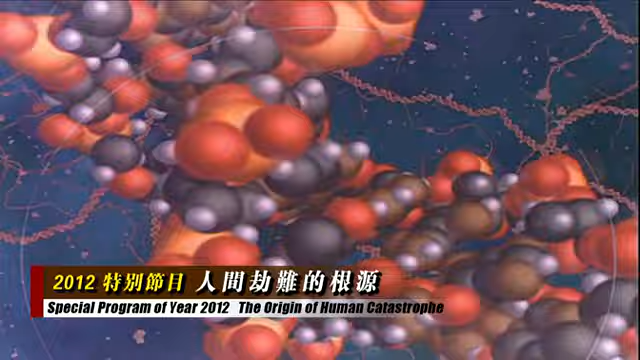 2012 特別節目 人間劫難的根源
Special Program of Year 2012 The Origin of Human Catastrophe